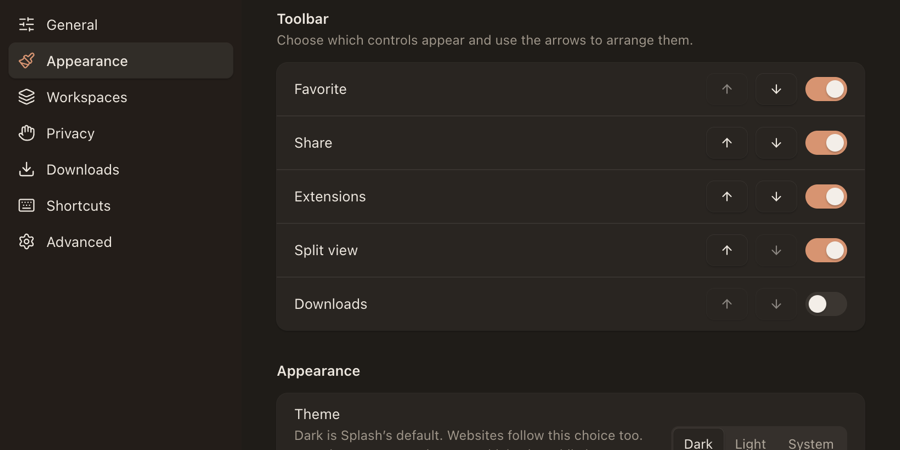 General
Appearance
Workspaces
Privacy
Downloads
Shortcuts
Advanced
Toolbar
Choose which controls appear and use the arrows to arrange them.
Favorite
Share
Extensions
Split view
Downloads
Appearance
Theme
Dark is Splash’s default. Websites follow this choice too.
Dark Light System